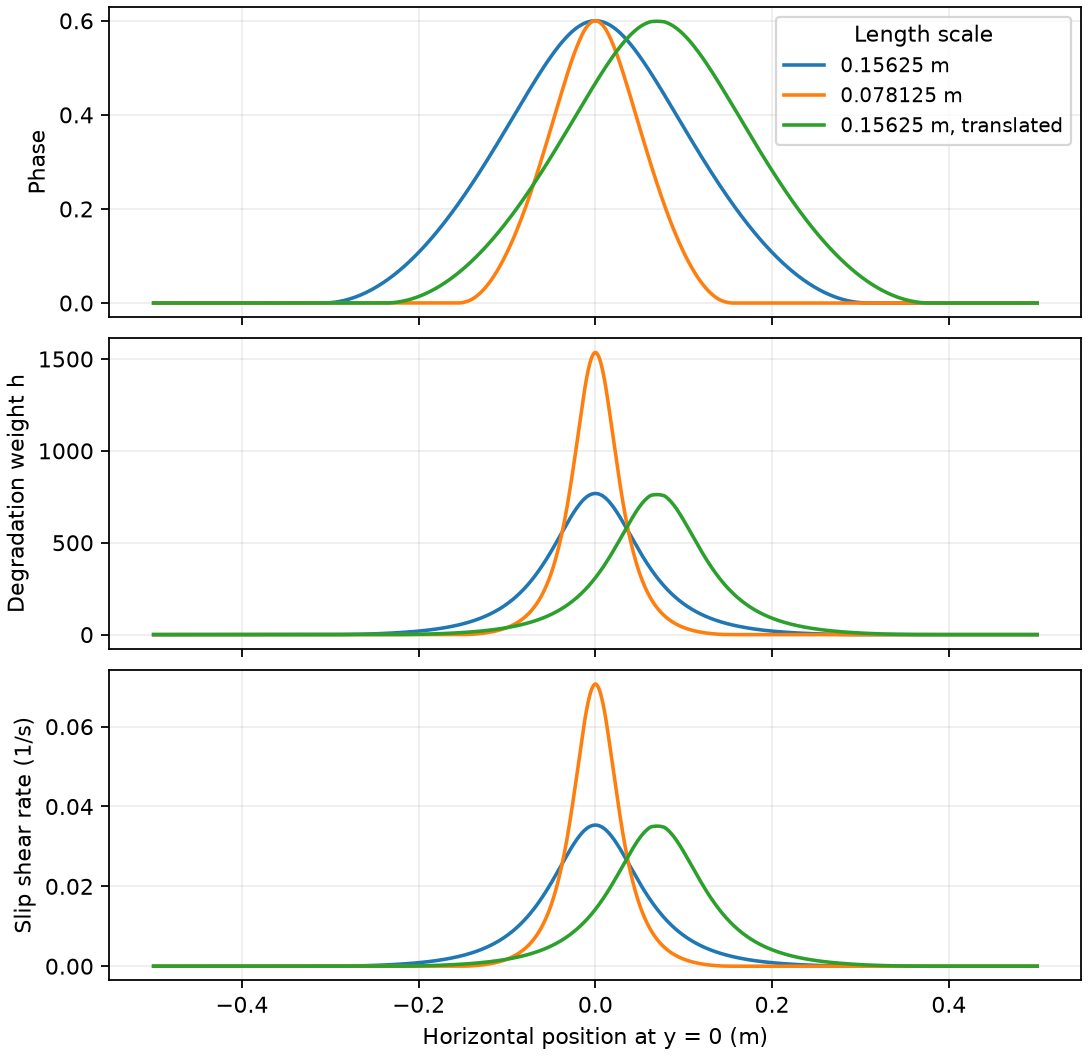 0.6
0.4
0.2
0.0
Phase
Length scale
0.15625 m
0.078125 m
0.15625 m, translated
1500
1000
500
0
Degradation weight h
0.06
0.04
0.02
0.00
Slip shear rate (1/s)
−0.4
−0.2
0.0
0.2
0.4
Horizontal position at y = 0 (m)